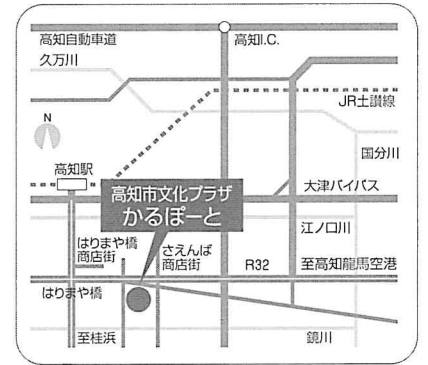 高知自動車道
高知I.C.
久万川
JR土讃線
N
国分川
高知駅
大津バイパス
高知市文化プラザ
かるぽーと
江ノ口川
はりまや橋
商店街
さえんば
商店街
R32
至高知龍馬空港
はりまや橋
至桂浜
鏡川